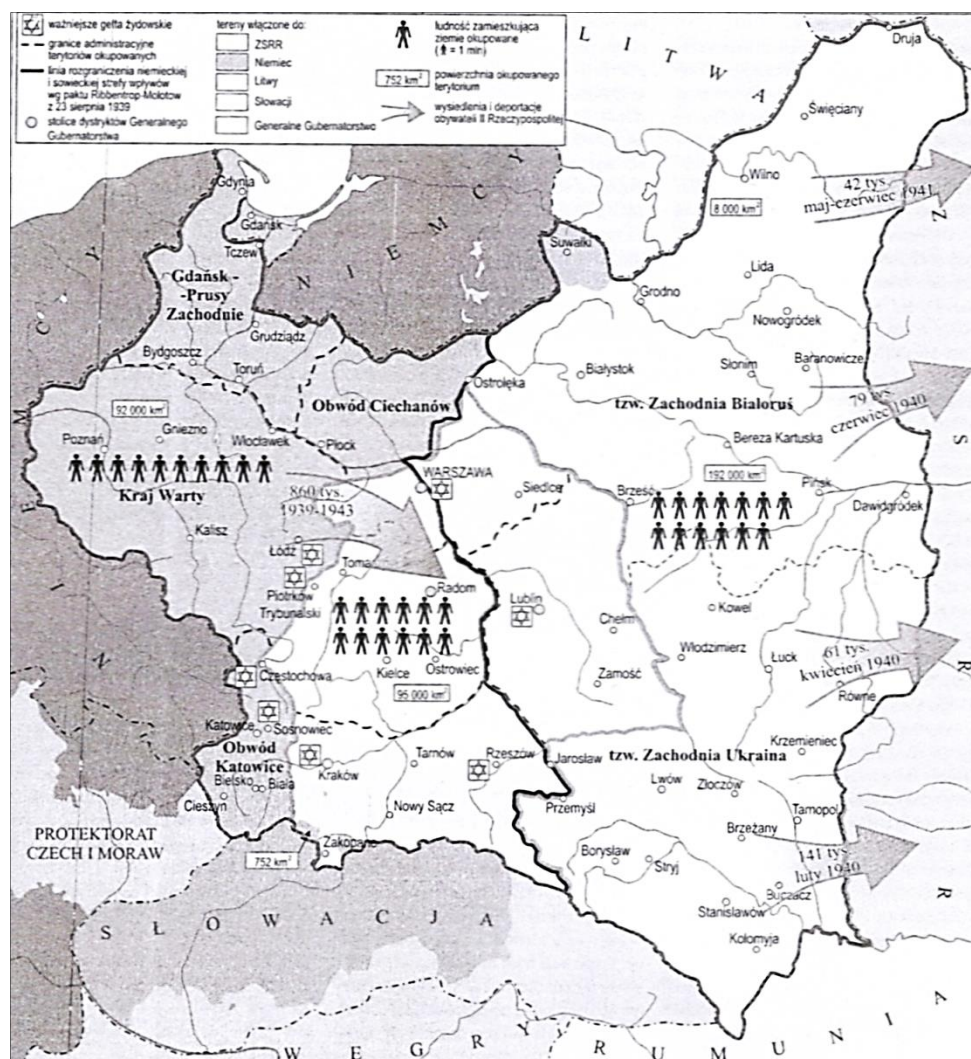 ważniejsze getta żydowskie
granice administracyjne
terytoriów okupowanych
linia rozgraniczenia niemieckiej
i sowieckiej strefy wpływów
wg paktu Ribbentrop-Mołotow
z 23 sierpnia 1939
stolice dystryktów Generalnego
Gubernatorstwa
tereny włączone do:
ZSRR
Niemiec
Litwy
Słowacji
Generalne Gubernatorstwo
ludność zamieszkująca
ziemie okupowane
( = 1 mln)
752 km²
powierzchnia okupowanego
terytorium
wysiedlenia i deportacje
obywateli II Rzeczypospolitej
LITWA
Druja
Święciany
Wilno
8 000 km²
42 tys.
maj-czerwiec 1941
Gdynia
Gdańsk
Tczew
NIEMCY
Suwałki
Gdańsk -
-Prusy
Zachodnie
Lida
Grodno
Nowogródek
Grudziądz
Bydgoszcz
Toruń
Słonim
Baranowicze
Białystok
Ostrołęka
Obwód Ciechanów
tzw. Zachodnia Białoruś
79 tys.
czerwiec 1940
92 000 km²
Gniezno
Poznań
Włocławek
Płock
Bereza Kartuska
Kraj Warty
860 tys.
1939-1943
WARSZAWA
Siedlce
Brześć
192 000 km²
Pińsk
Dawidgródek
Kalisz
Łódź
Piotrków
Trybunalski
Toma
Radom
Lublin
Kowel
Chełm
Włodzimierz
Łuck
61 tys.
kwiecień 1940
Równe
Kielce
Ostrowiec
Zamość
95 000 km²
Częstochowa
Katowice
Sosnowiec
Obwód
Katowice
Krzemieniec
Bielsko
Biała
Cieszyn
Kraków
Tarnów
Rzeszów
Jarosław
tzw. Zachodnia Ukraina
Lwów
Złoczów
Tarnopol
Przemyśl
Nowy Sącz
Brzeżany
PROTEKTORAT
CZECH I MORAW
752 km²
Zakopane
Borysław
Stryj
141 tys.
luty 1940
Buczacz
Stanisławów
Kołomyja
SŁOWACJA
WĘGRY
RUMUNIA
NIEMCY
ZSRR